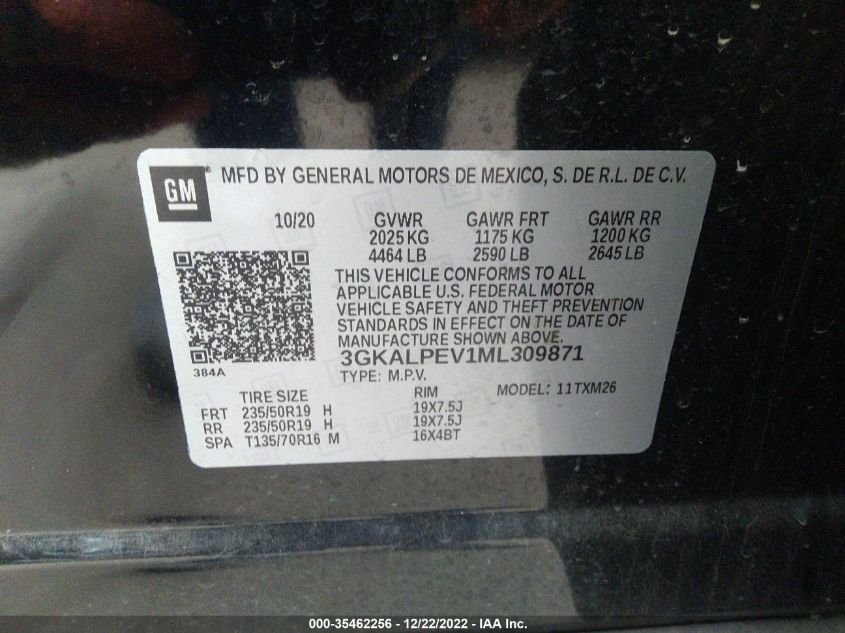 GM
MFD BY GENERAL MOTORS DE MEXICO, S. DE R.L. DE C.V.
10/20 GVWR GAWR FRT GAWR RR
2025 KG 1175 KG 1200 KG
4464 LB 2590 LB 2645 LB
THIS VEHICLE CONFORMS TO ALL
APPLICABLE U.S. FEDERAL MOTOR
VEHICLE SAFETY AND THEFT PREVENTION
STANDARDS IN EFFECT ON THE DATE OF
MANUFACTURE SHOWN ABOVE.
3GKALPEV1ML309871
384A
TYPE: M.P.V. MODEL: 11TXM26
TIRE SIZE RIM
FRT 235/50R19 H 19X7.5J
RR 235/50R19 H 19X7.5J
SPA T135/70R16 M 16X4BT
000-35462256 - 12/22/2022 - IAA Inc.